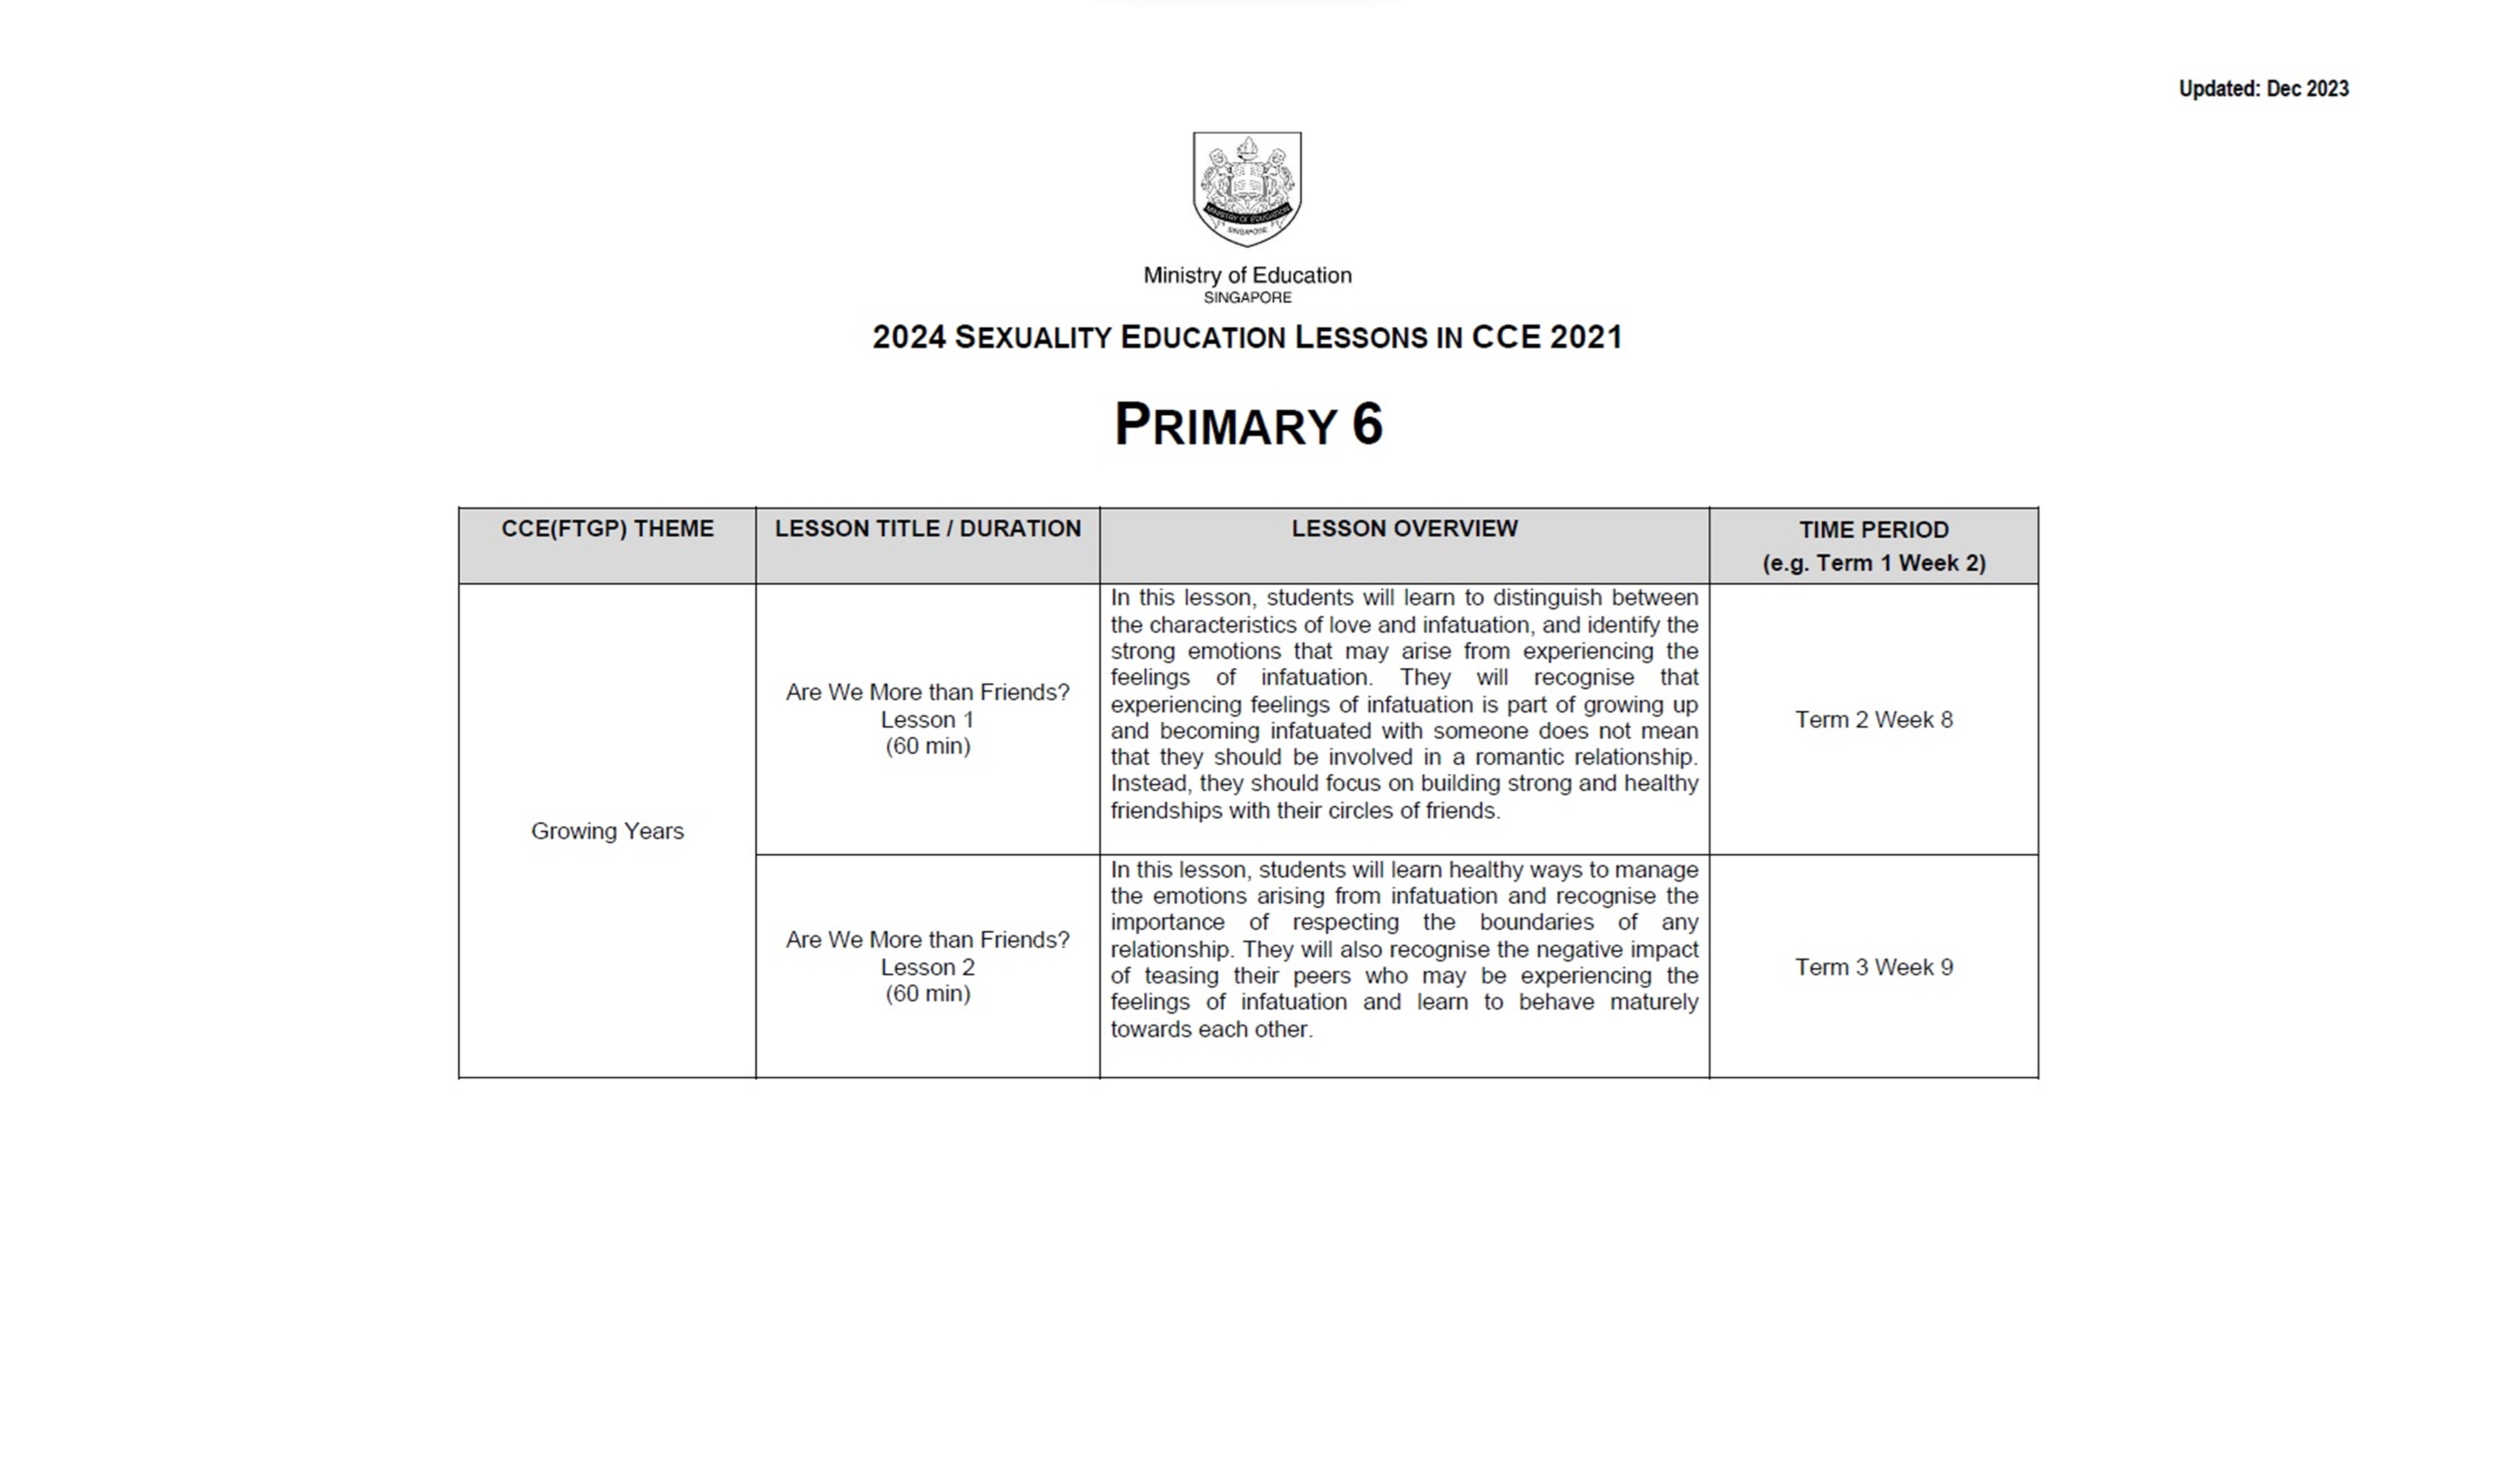 Updated: Dec 2023
MINISTRY OF EDUCATION
SINGAPORE
Ministry of Education
SINGAPORE
2024 SEXUALITY EDUCATION LESSONS IN CCE 2021
PRIMARY 6
CCE(FTGP) THEME
LESSON TITLE / DURATION
LESSON OVERVIEW
TIME PERIOD
(e.g. Term 1 Week 2)
Growing Years
Are We More than Friends?
Lesson 1
(60 min)
In this lesson, students will learn to distinguish between
the characteristics of love and infatuation, and identify the
strong emotions that may arise from experiencing the
feelings of infatuation. They will recognise that
experiencing feelings of infatuation is part of growing up
and becoming infatuated with someone does not mean
that they should be involved in a romantic relationship.
Instead, they should focus on building strong and healthy
friendships with their circles of friends.
Term 2 Week 8
Are We More than Friends?
Lesson 2
(60 min)
In this lesson, students will learn healthy ways to manage
the emotions arising from infatuation and recognise the
importance of respecting the boundaries of any
relationship. They will also recognise the negative impact
of teasing their peers who may be experiencing the
feelings of infatuation and learn to behave maturely
towards each other.
Term 3 Week 9